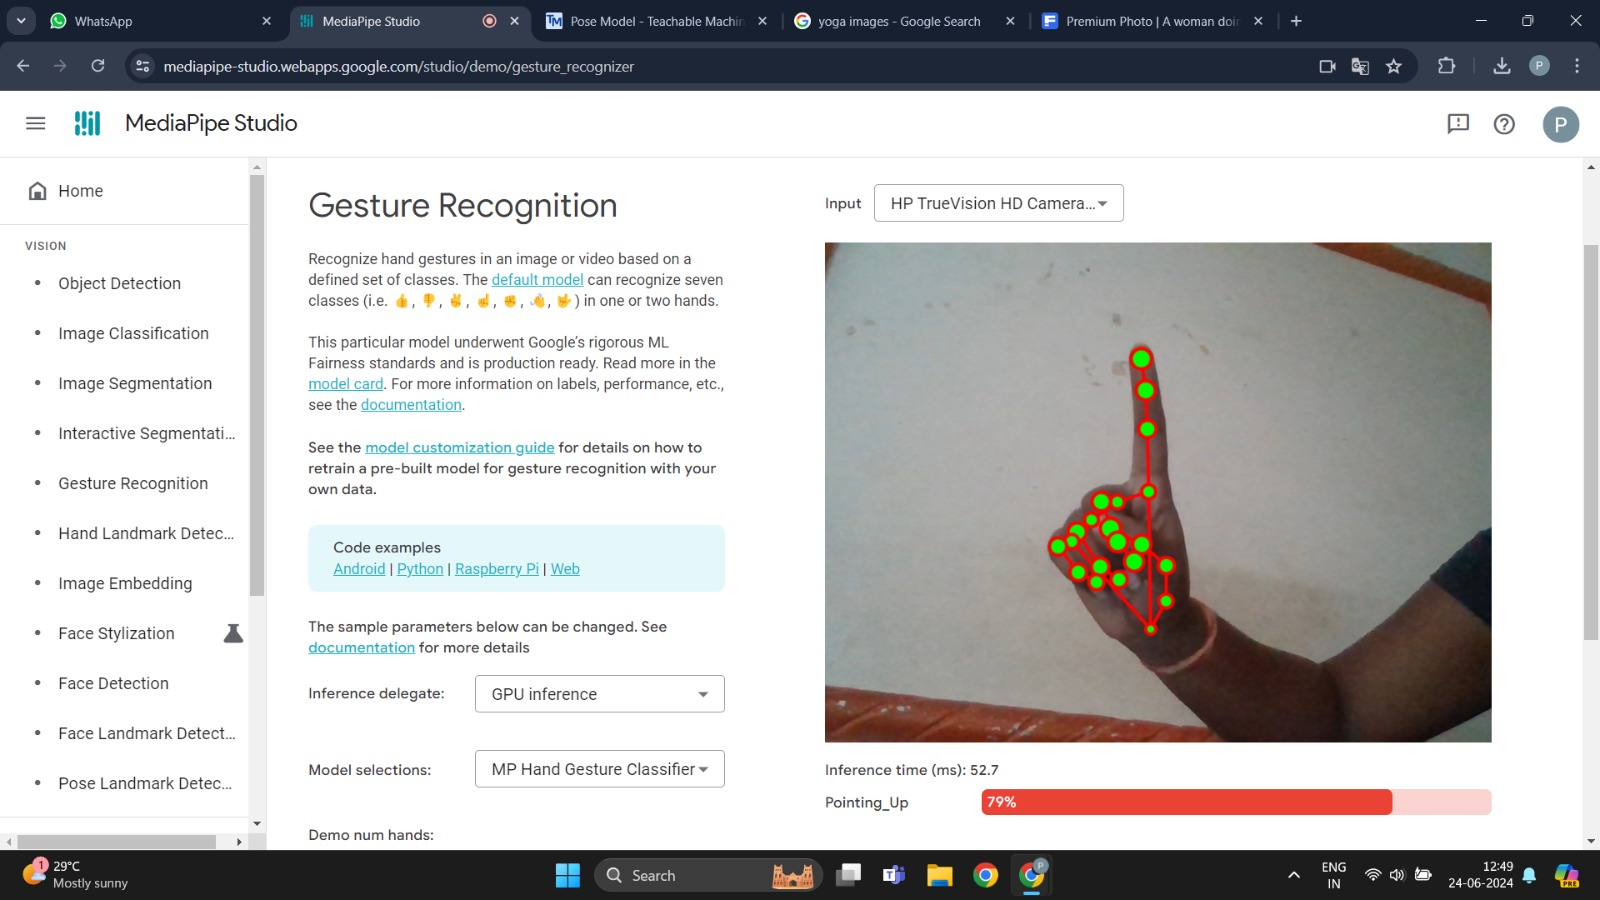 WhatsApp
MediaPipe Studio
Pose Model - Teachable Machin
yoga images - Google Search
Premium Photo | A woman doin
mediapipe-studio.webapps.google.com/studio/demo/gesture_recognizer
P
MediaPipe Studio
P
Home
VISION
Object Detection
Image Classification
Image Segmentation
Interactive Segmentati...
Gesture Recognition
Hand Landmark Detec...
Image Embedding
Face Stylization
Face Detection
Face Landmark Detect...
Pose Landmark Detec...
Gesture Recognition
Recognize hand gestures in an image or video based on a
defined set of classes. The default model can recognize seven
classes (i.e. 👍, 👎, ✌️, ☝️, ✊, 👋, 🤟) in one or two hands.
This particular model underwent Google's rigorous ML
Fairness standards and is production ready. Read more in the
model card. For more information on labels, performance, etc.,
see the documentation.
See the model customization guide for details on how to
retrain a pre-built model for gesture recognition with your
own data.
Code examples
Android | Python | Raspberry Pi | Web
The sample parameters below can be changed. See
documentation for more details
Inference delegate: GPU inference
Model selections: MP Hand Gesture Classifier
Demo num hands:
Input HP TrueVision HD Camera...
Inference time (ms): 52.7
Pointing_Up 79%
1
29°C
Mostly sunny
Search
P
ENG
IN
12:49
24-06-2024
PRE